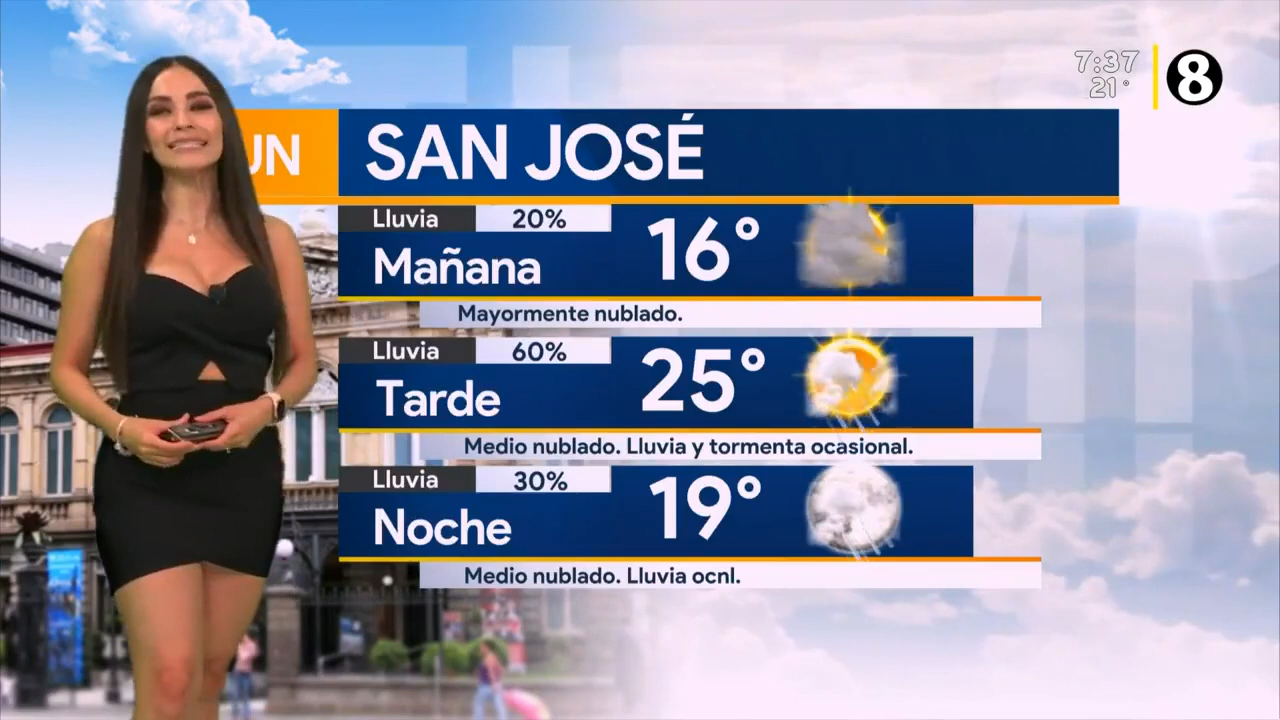 7:37
21°
8
SAN JOSÉ
Lluvia 20%
Mañana 16°
Mayormente nublado.
Lluvia 60%
Tarde 25°
Medio nublado. Lluvia y tormenta ocasional.
Lluvia 30%
Noche 19°
Medio nublado. Lluvia ocnl.